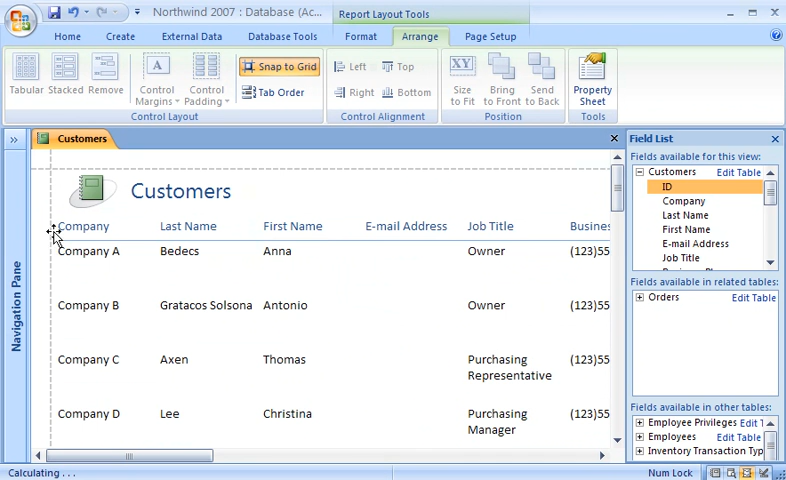 Northwind 2007 : Database (Ac...
Report Layout Tools
Home
Create
External Data
Database Tools
Format
Arrange
Page Setup
Tabular
Stacked
Remove
Control Margins
Control Padding
Snap to Grid
Tab Order
Control Layout
Left
Top
Right
Bottom
Control Alignment
Size to Fit
Bring to Front
Send to Back
Position
Property Sheet
Tools
Customers
Navigation Pane
Customers
Company Last Name First Name E-mail Address Job Title Busines
Company A Bedecs Anna Owner (123)55
Company B Gratacos Solsona Antonio Owner (123)55
Company C Axen Thomas Purchasing Representative (123)55
Company D Lee Christina Purchasing Manager (123)55
Field List
Fields available for this view:
Customers Edit Table
ID
Company
Last Name
First Name
E-mail Address
Job Title
Fields available in related tables:
Orders Edit Table
Fields available in other tables:
Employee Privileges Edit T
Employees Edit Table
Inventory Transaction Typ
Calculating . . .
Num Lock